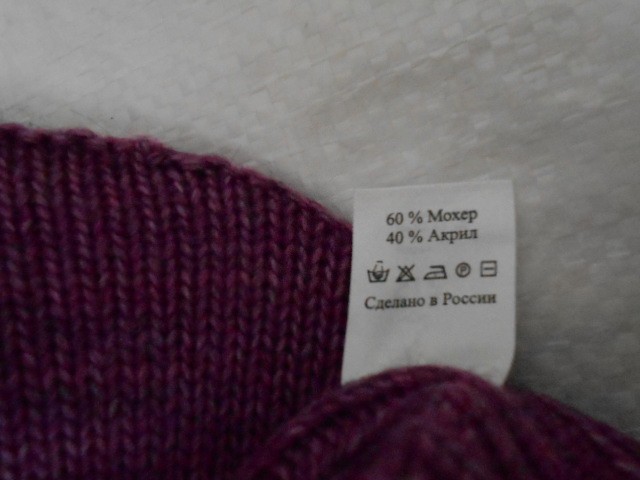 60 % Мохер
40 % Акрил
Сделано в России